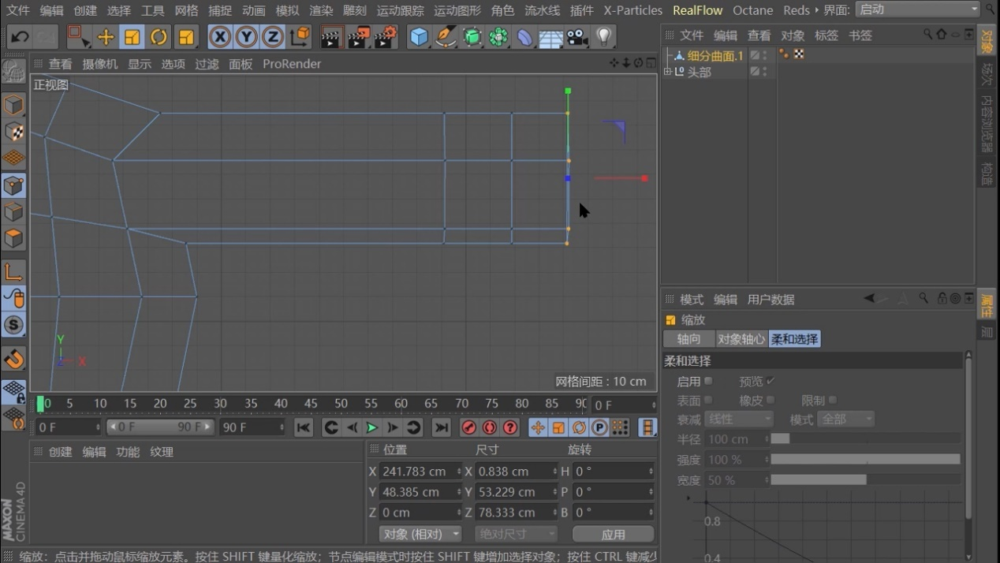 文件 编辑 创建 选择 工具 网格 捕捉 动画 模拟 渲染 雕刻 运动跟踪 运动图形 角色 流水线 插件 X-Particles RealFlow Octane Reds 界面: 启动
文件 编辑 查看 对象 标签 书签
细分曲面.1
头部
对象
场次
内容浏览器
构造
查看 摄像机 显示 选项 过滤 面板 ProRender
正视图
Y
Z X
网格间距 : 10 cm
模式 编辑 用户数据
缩放
轴向 对象轴心 柔和选择
柔和选择
启用 预览
表面 橡皮 限制
衰减 线性 模式 全部
半径 100 cm
强度 100 %
宽度 50 %
0.8
0.4
属性
层
0 5 10 15 20 25 30 35 40 45 50 55 60 65 70 75 80 85 90 0 F
0 F 0 F 90 F 90 F
创建 编辑 功能 纹理
位置 尺寸 旋转
X 241.783 cm X 0.838 cm H 0 °
Y 48.385 cm Y 53.229 cm P 0 °
Z 0 cm Z 78.333 cm B 0 °
对象 (相对) 绝对尺寸 应用
MAXON
CINEMA 4D
缩放：点击并拖动鼠标缩放元素。按住 SHIFT 键量化缩放；节点编辑模式时按住 SHIFT 键增加选择对象；按住 CTRL 键减少